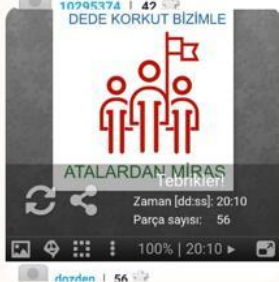 10295374 | 42
DEDE KORKUT BİZİMLE
ATALARDAN MİRAS
Tebrikler!
Zaman [dd:ss]: 20:10
Parça sayısı: 56
100% | 20:10
dozden | 56